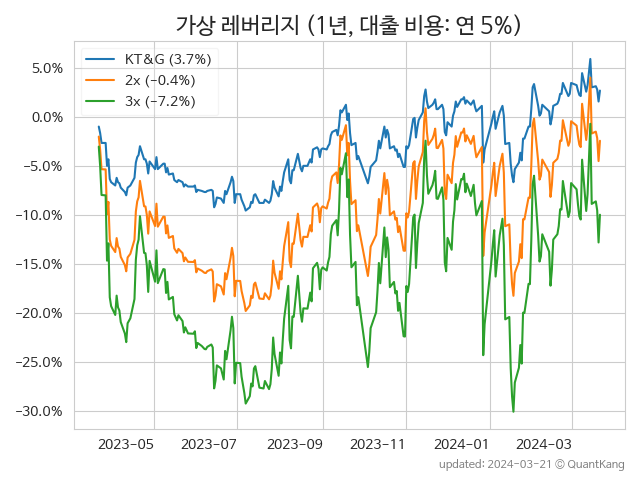 가상 레버리지 (1년, 대출 비용: 연 5%)
KT&G (3.7%)
2x (−0.4%)
3x (−7.2%)
5.0%
0.0%
−5.0%
−10.0%
−15.0%
−20.0%
−25.0%
−30.0%
2023-05 2023-07 2023-09 2023-11 2024-01 2024-03
updated: 2024-03-21 © QuantKang